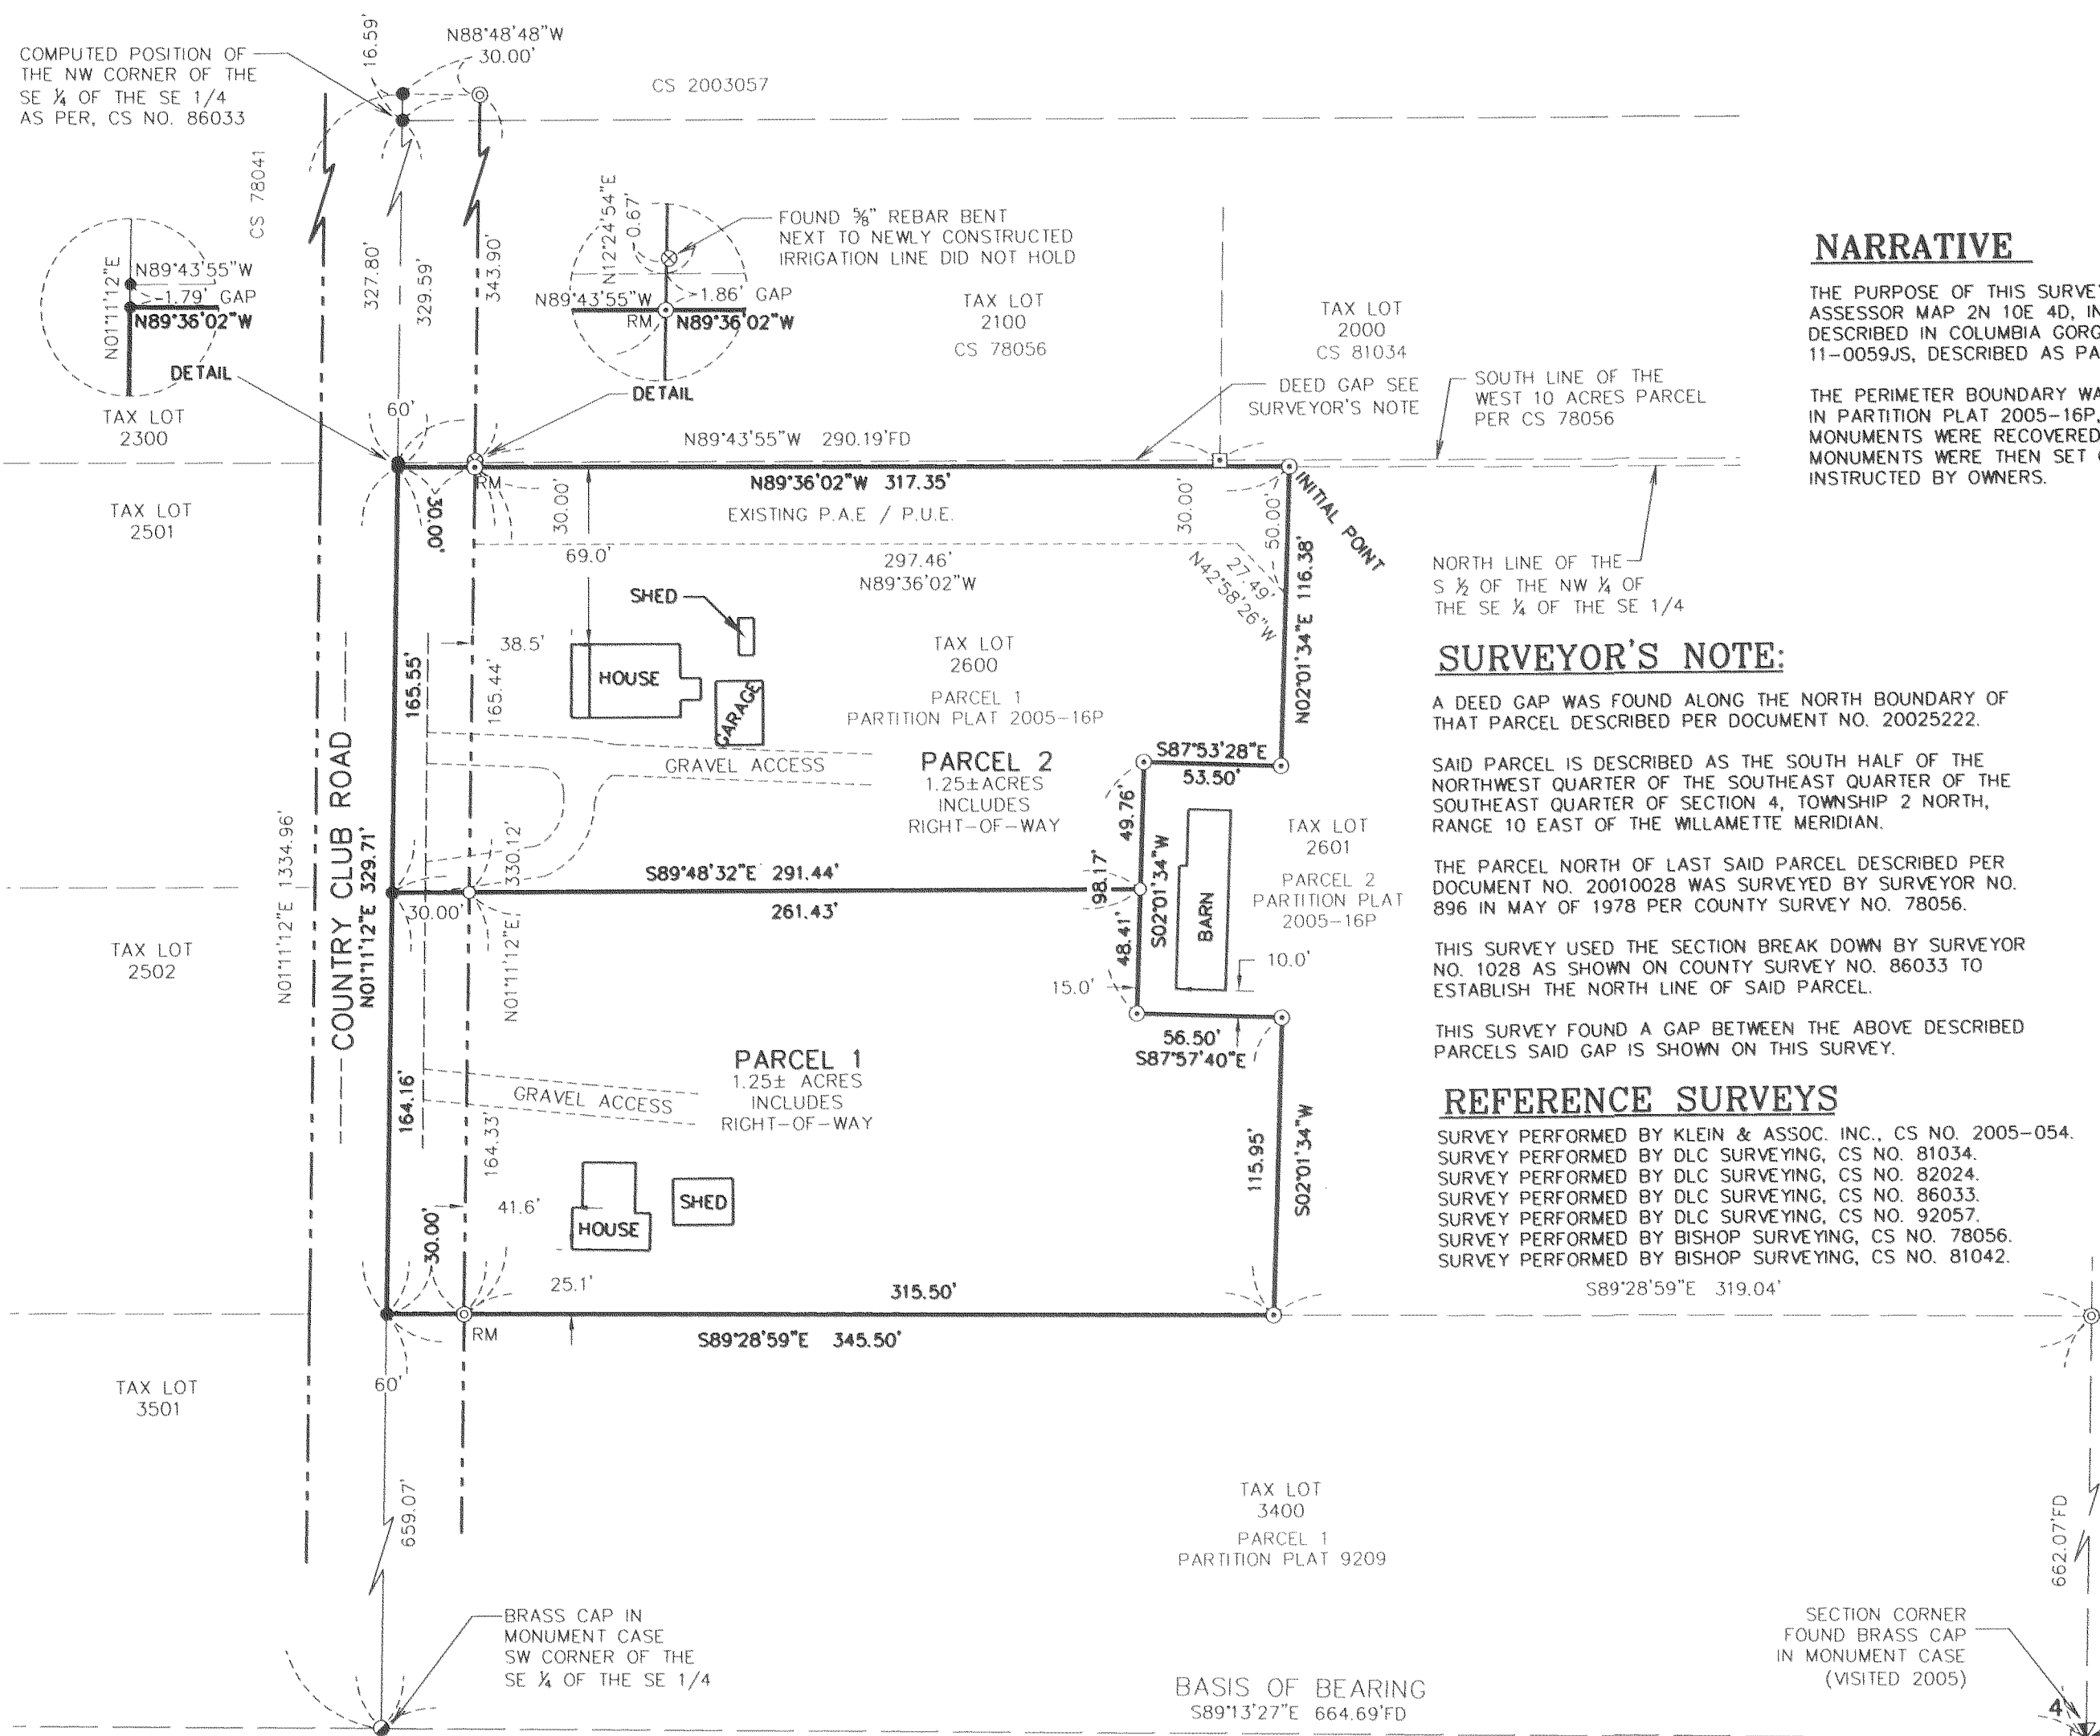 COMPUTED POSITION OF
THE NW CORNER OF THE
SE ¼ OF THE SE 1/4
AS PER, CS NO. 86033
16.59'
N88°48'48"W
30.00'
CS 2003057
CS 78041
N01°11'12"E
N89°43'55"W
1.79' GAP
N89°36'02"W
DETAIL
327.80'
329.59'
343.90'
N12°24'54"E
0.67'
N89°43'55"W
1.86' GAP
RM
N89°36'02"W
DETAIL
FOUND ⅝" REBAR BENT
NEXT TO NEWLY CONSTRUCTED
IRRIGATION LINE DID NOT HOLD
TAX LOT
2100
CS 78056
TAX LOT
2000
CS 81034
DEED GAP SEE
SURVEYOR'S NOTE
SOUTH LINE OF THE
WEST 10 ACRES PARCEL
PER CS 78056
NARRATIVE
THE PURPOSE OF THIS
ASSESSOR MAP 2N 10E 4D,
DESCRIBED IN COLUMBIA
11-0059JS, DESCRIBED AS
THE PERIMETER BOUNDARY
IN PARTITION PLAT 2005-16P,
MONUMENTS WERE RECOVERED
MONUMENTS WERE THEN SET
INSTRUCTED BY OWNERS.
TAX LOT
2300
60'
N89°43'55"W 290.19'FD
RM
N89°36'02"W 317.35'
EXISTING P.A.E / P.U.E.
30.00'
30.00'
30.00'
50.00'
INITIAL POINT
TAX LOT
2501
69.0'
297.46'
N89°36'02"W
27.49'
N42°58'26"W
N02°01'34"E 116.38'
NORTH LINE OF THE
S ½ OF THE NW ¼ OF
THE SE ¼ OF THE SE 1/4
SHED
38.5'
HOUSE
GARAGE
165.55'
165.44'
TAX LOT
2600
PARCEL 1
PARTITION PLAT 2005-16P
GRAVEL ACCESS
PARCEL 2
1.25±ACRES
INCLUDES
RIGHT-OF-WAY
S87°53'28"E
53.50'
49.76'
98.17'
S02°01'34"W
48.41'
BARN
TAX LOT
2601
PARCEL 2
PARTITION PLAT
2005-16P
SURVEYOR'S NOTE:
A DEED GAP WAS FOUND ALONG THE NORTH BOUNDARY OF
THAT PARCEL DESCRIBED PER DOCUMENT NO. 20025222.
SAID PARCEL IS DESCRIBED AS THE SOUTH HALF OF THE
NORTHWEST QUARTER OF THE SOUTHEAST QUARTER OF THE
SOUTHEAST QUARTER OF SECTION 4, TOWNSHIP 2 NORTH,
RANGE 10 EAST OF THE WILLAMETTE MERIDIAN.
THE PARCEL NORTH OF LAST SAID PARCEL DESCRIBED PER
DOCUMENT NO. 20010028 WAS SURVEYED BY SURVEYOR NO.
896 IN MAY OF 1978 PER COUNTY SURVEY NO. 78056.
THIS SURVEY USED THE SECTION BREAK DOWN BY SURVEYOR
NO. 1028 AS SHOWN ON COUNTY SURVEY NO. 86033 TO
ESTABLISH THE NORTH LINE OF SAID PARCEL.
THIS SURVEY FOUND A GAP BETWEEN THE ABOVE DESCRIBED
PARCELS SAID GAP IS SHOWN ON THIS SURVEY.
N01°11'12"E 1334.96'
COUNTRY CLUB ROAD
N01°11'12"E 329.71'
S89°48'32"E 291.44'
30.00'
261.43'
330.12'
N01°11'12"E
TAX LOT
2502
15.0'
10.0'
56.50'
S87°57'40"E
PARCEL 1
1.25± ACRES
INCLUDES
RIGHT-OF-WAY
GRAVEL ACCESS
164.16'
164.33'
115.95'
S02°01'34"W
REFERENCE SURVEYS
SURVEY PERFORMED BY KLEIN & ASSOC. INC., CS NO. 2005-054.
SURVEY PERFORMED BY DLC SURVEYING, CS NO. 81034.
SURVEY PERFORMED BY DLC SURVEYING, CS NO. 82024.
SURVEY PERFORMED BY DLC SURVEYING, CS NO. 86033.
SURVEY PERFORMED BY DLC SURVEYING, CS NO. 92057.
SURVEY PERFORMED BY BISHOP SURVEYING, CS NO. 78056.
SURVEY PERFORMED BY BISHOP SURVEYING, CS NO. 81042.
41.6'
HOUSE
SHED
30.00'
25.1'
315.50'
RM
S89°28'59"E 345.50'
S89°28'59"E 319.04'
60'
TAX LOT
3501
659.07'
TAX LOT
3400
PARCEL 1
PARTITION PLAT 9209
662.07'FD
BRASS CAP IN
MONUMENT CASE
SW CORNER OF THE
SE ¼ OF THE SE 1/4
SECTION CORNER
FOUND BRASS CAP
IN MONUMENT CASE
(VISITED 2005)
BASIS OF BEARING
S89°13'27"E 664.69'FD
4